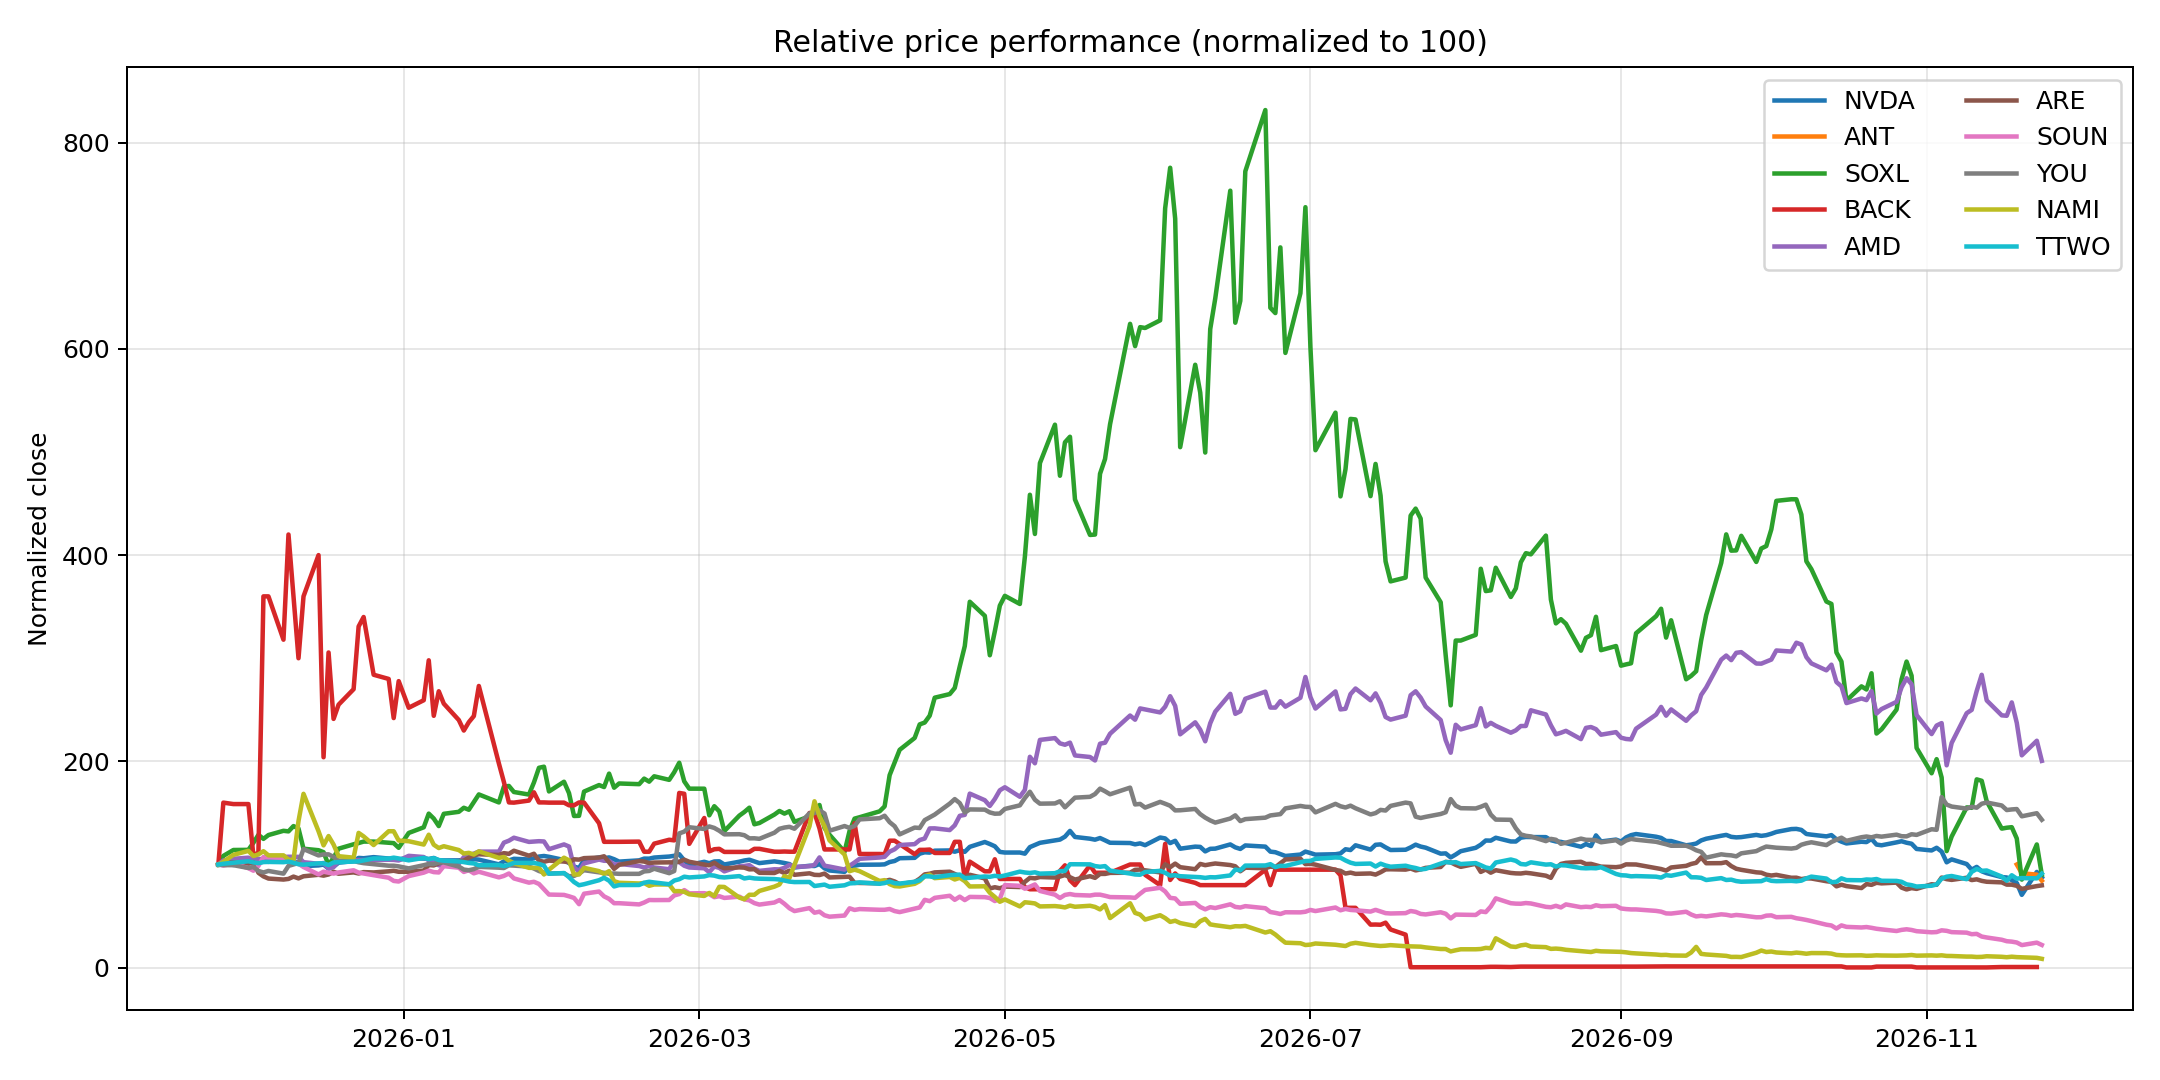 Relative price performance (normalized to 100)
Normalized close
800
600
400
200
0
2026-01
2026-03
2026-05
2026-07
2026-09
2026-11
NVDA
ANT
SOXL
BACK
AMD
ARE
SOUN
YOU
NAMI
TTWO